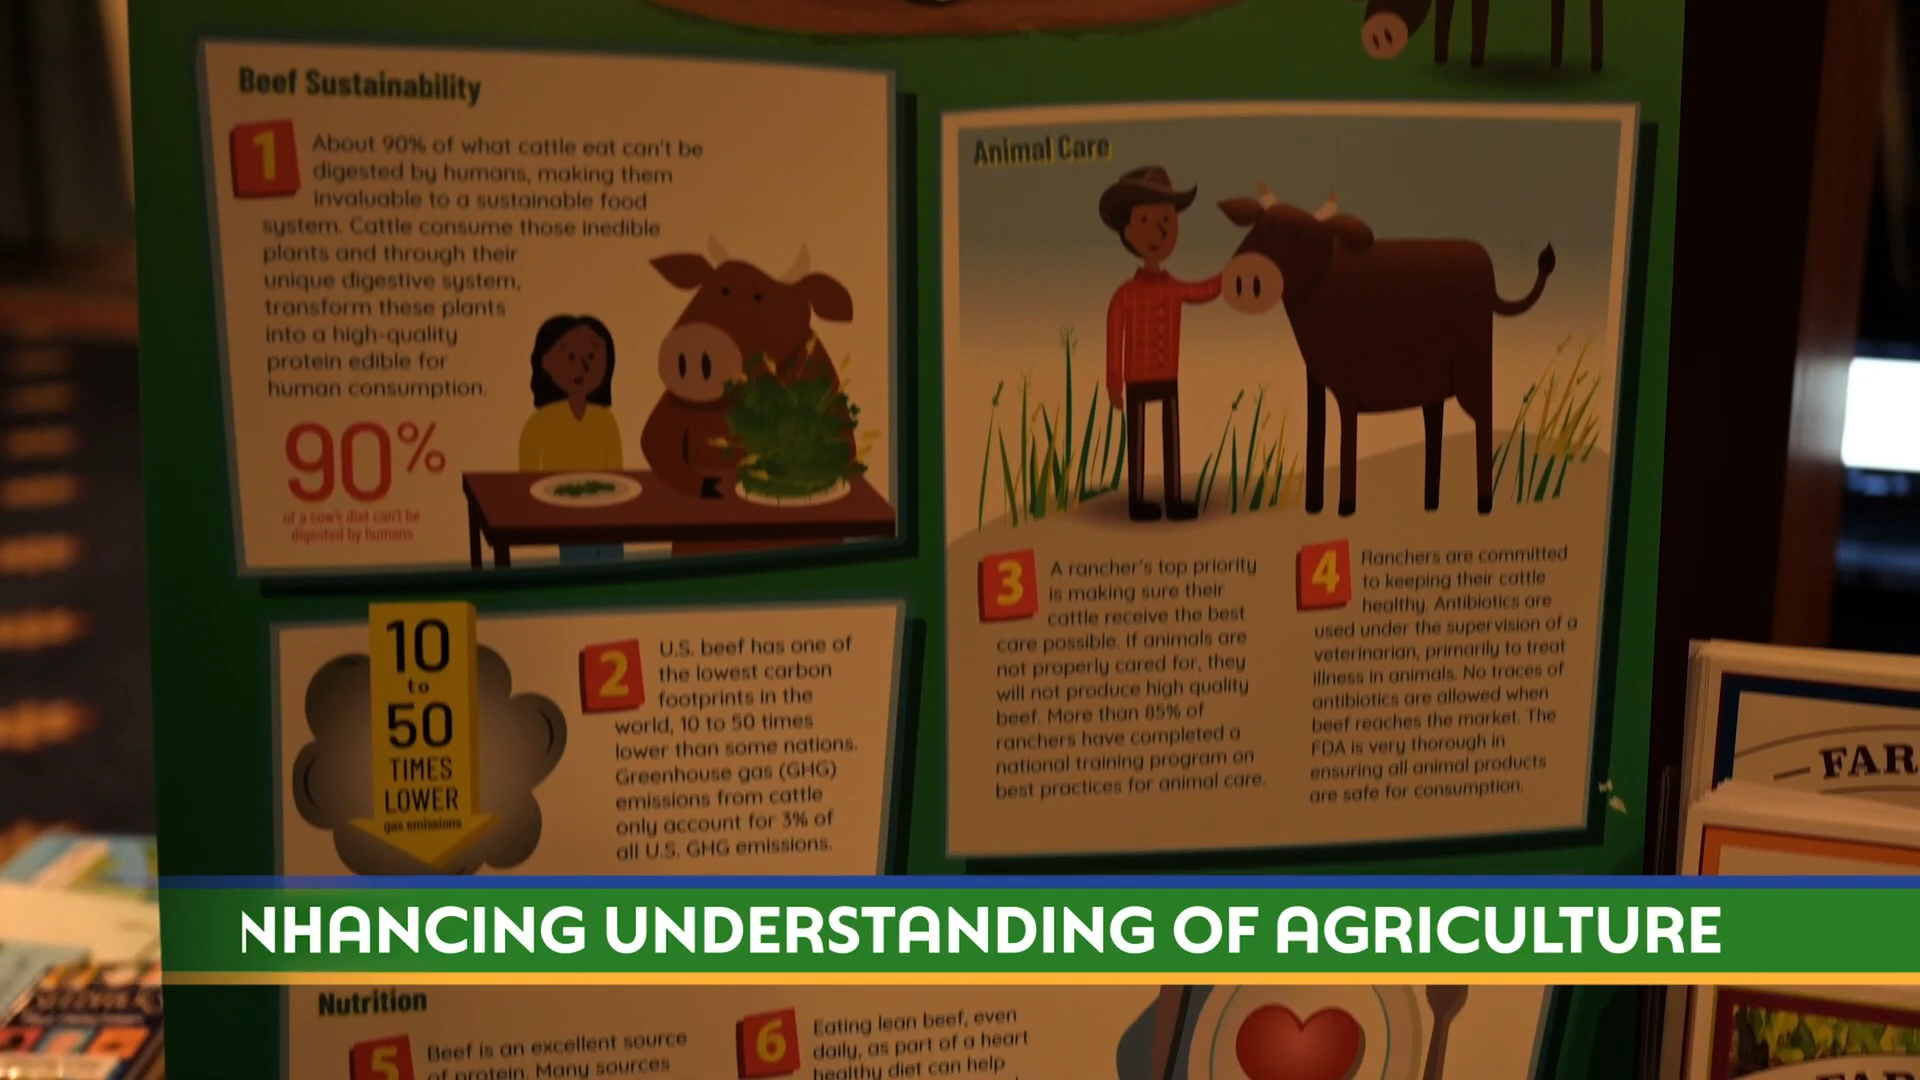 Beef Sustainability
1
About 90% of what cattle eat can't be
digested by humans, making them
invaluable to a sustainable food
system. Cattle consume those inedible
plants and through their
unique digestive system,
transform these plants
into a high-quality
protein edible for
human consumption.
90%
of a cow's diet can't be
digested by humans
10
to
50
TIMES
LOWER
gas emissions
2
U.S. beef has one of
the lowest carbon
footprints in the
world, 10 to 50 times
lower than some nations.
Greenhouse gas (GHG)
emissions from cattle
only account for 3% of
all U.S. GHG emissions.
Animal Care
3
A rancher's top priority
is making sure their
cattle receive the best
care possible. If animals are
not properly cared for, they
will not produce high quality
beef. More than 85% of
ranchers have completed a
national training program on
best practices for animal care.
4
Ranchers are committed
to keeping their cattle
healthy. Antibiotics are
used under the supervision of a
veterinarian, primarily to treat
illness in animals. No traces of
antibiotics are allowed when
beef reaches the market. The
FDA is very thorough in
ensuring all animal products
are safe for consumption.
FAR
NHANCING UNDERSTANDING OF AGRICULTURE
Nutrition
5
Beef is an excellent source
of protein. Many sources
6
Eating lean beef, even
daily, as part of a heart
healthy diet can help
FAR